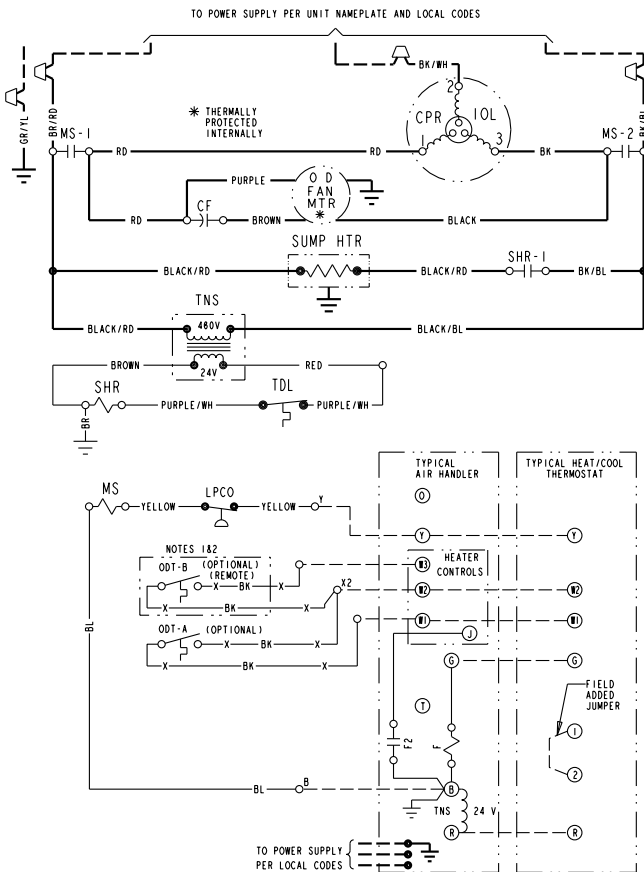 TO POWER SUPPLY PER UNIT NAMEPLATE AND LOCAL CODES
BK/WH
GR/YL
BR/RD
BK/BL
2
CPR
IOL
1
3
* THERMALLY
PROTECTED
INTERNALLY
MS-1
MS-2
RD
RD
BK
PURPLE
O D
FAN
MTR
*
CF
RD
BROWN
BLACK
SUMP HTR
SHR-1
BLACK/RD
BLACK/RD
BK/BL
TNS
460V
BLACK/RD
BLACK/BL
BROWN
24V
RED
SHR
TDL
PURPLE/WH
PURPLE/WH
BR
TYPICAL
AIR HANDLER
TYPICAL HEAT/COOL
THERMOSTAT
MS
LPCO
O
YELLOW
YELLOW
Y
Y
Y
NOTES 1&2
ODT-B
(OPTIONAL)
(REMOTE)
HEATER
CONTROLS
W3
X
BK
X
X2
W2
W2
X
BK
X
ODT-A
(OPTIONAL)
W1
W1
X
BK
X
J
X
BK
X
G
G
BL
FIELD
ADDED
JUMPER
T
1
F2
F
2
BL
B
B
TNS
24 V
R
R
TO POWER SUPPLY
PER LOCAL CODES